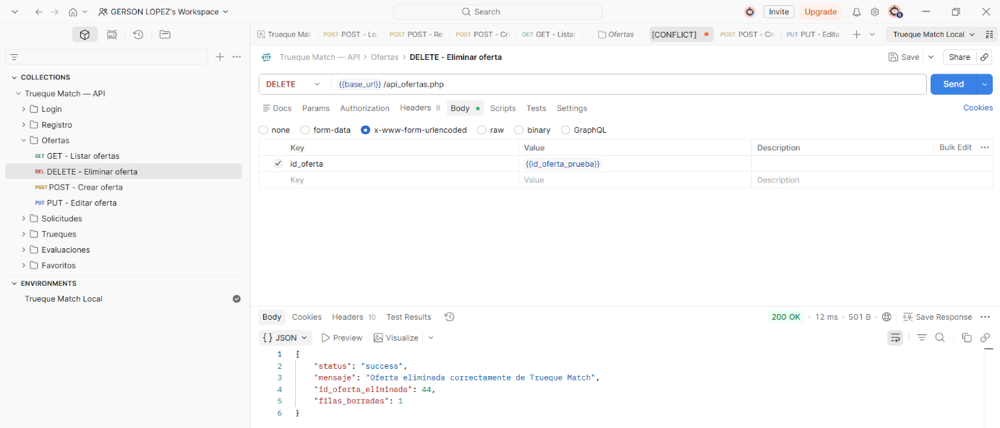 GERSON LOPEZ's Workspace
Search
Invite
Upgrade
Trueque Mat
POST POST - Lo
POST POST - Re
POST POST - Cr
GET GET - Lista
Ofertas
[CONFLICT]
POST POST - Cr
PUT PUT - Edita
Trueque Match Local
COLLECTIONS
Trueque Match — API
Login
Registro
Ofertas
GET GET - Listar ofertas
DEL DELETE - Eliminar oferta
POST POST - Crear oferta
PUT PUT - Editar oferta
Solicitudes
Trueques
Evaluaciones
Favoritos
ENVIRONMENTS
Trueque Match Local
HTTP Trueque Match — API > Ofertas > DELETE - Eliminar oferta
Save
Share
DELETE
{{base_url}} /api_ofertas.php
Send
Docs Params Authorization Headers 8 Body Scripts Tests Settings
Cookies
none form-data x-www-form-urlencoded raw binary GraphQL
Key Value Description Bulk Edit
id_oferta {{id_oferta_prueba}}
Key Value Description
Body Cookies Headers 10 Test Results
200 OK 12 ms 501 B e.g. Save Response
{} JSON Preview Visualize
1 {
2 "status": "success",
3 "mensaje": "Oferta eliminada correctamente de Trueque Match",
4 "id_oferta_eliminada": 44,
5 "filas_borradas": 1
6 }